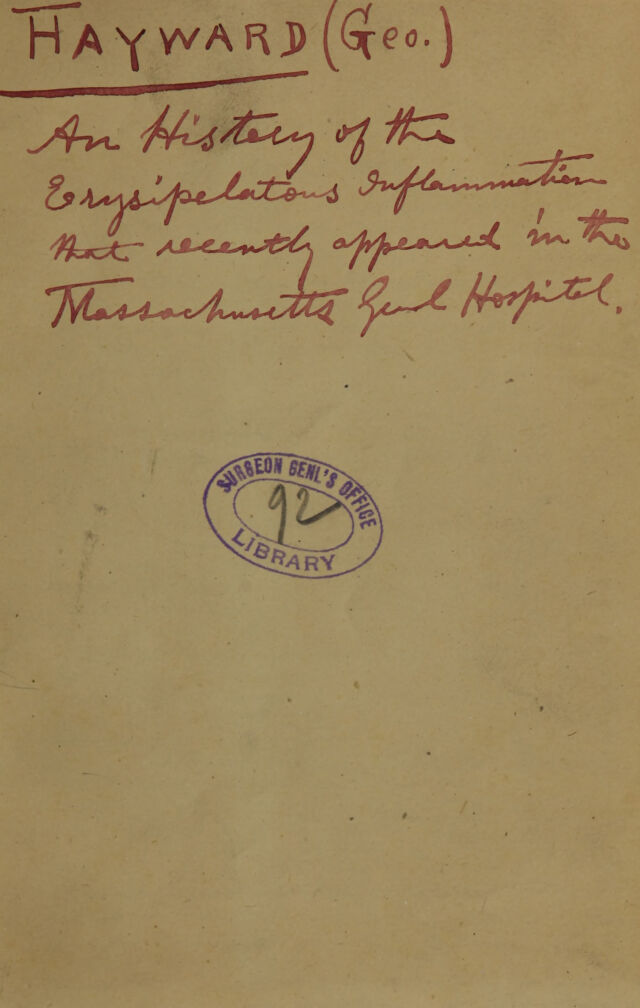 HAYWARD (Geo.)
An History of the
Erysipelatous Inflammation
that recently appeared in the
Massachusetts Genl Hospital.
SURGEON GENL'S OFFICE
92
LIBRARY